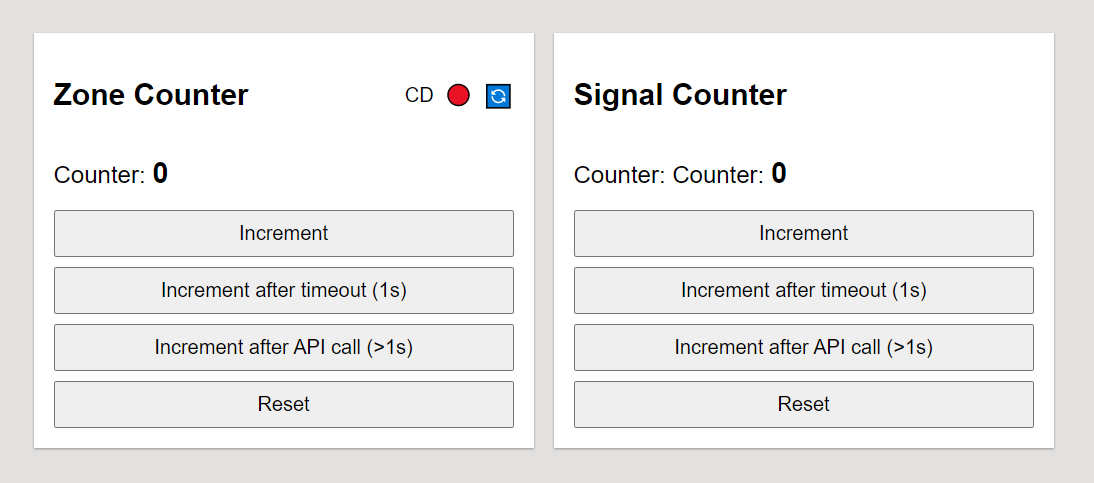 Zone Counter CD
Counter: 0
Increment
Increment after timeout (1s)
Increment after API call (>1s)
Reset
Signal Counter
Counter: Counter: 0
Increment
Increment after timeout (1s)
Increment after API call (>1s)
Reset